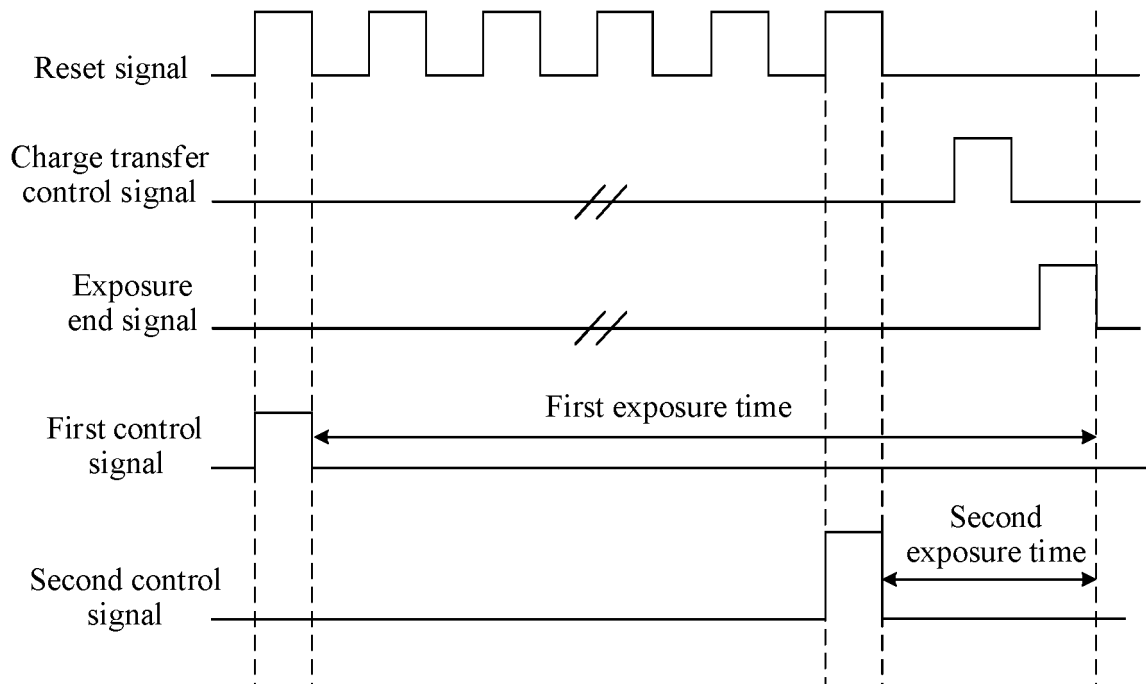 Reset signal
Charge transfer
control signal
Exposure
end signal
First exposure time
First control
signal
Second
exposure time
Second control
signal